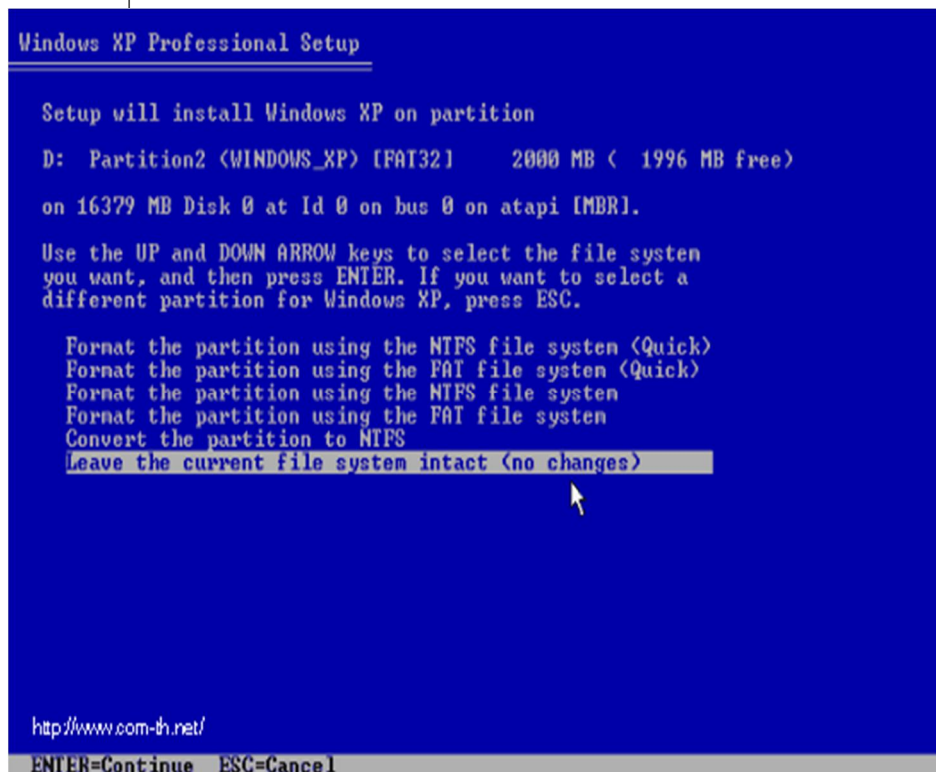 Windows XP Professional Setup
Setup will install Windows XP on partition
D: Partition2 (WINDOWS_XP) [FAT32] 2000 MB ( 1996 MB free)
on 16379 MB Disk 0 at Id 0 on bus 0 on atapi [MBR].
Use the UP and DOWN ARROW keys to select the file system
you want, and then press ENTER. If you want to select a
different partition for Windows XP, press ESC.
Format the partition using the NTFS file system (Quick)
Format the partition using the FAT file system (Quick)
Format the partition using the NTFS file system
Format the partition using the FAT file system
Convert the partition to NTFS
Leave the current file system intact (no changes)
http://www.com-th.net/
ENTER=Continue ESC=Cancel